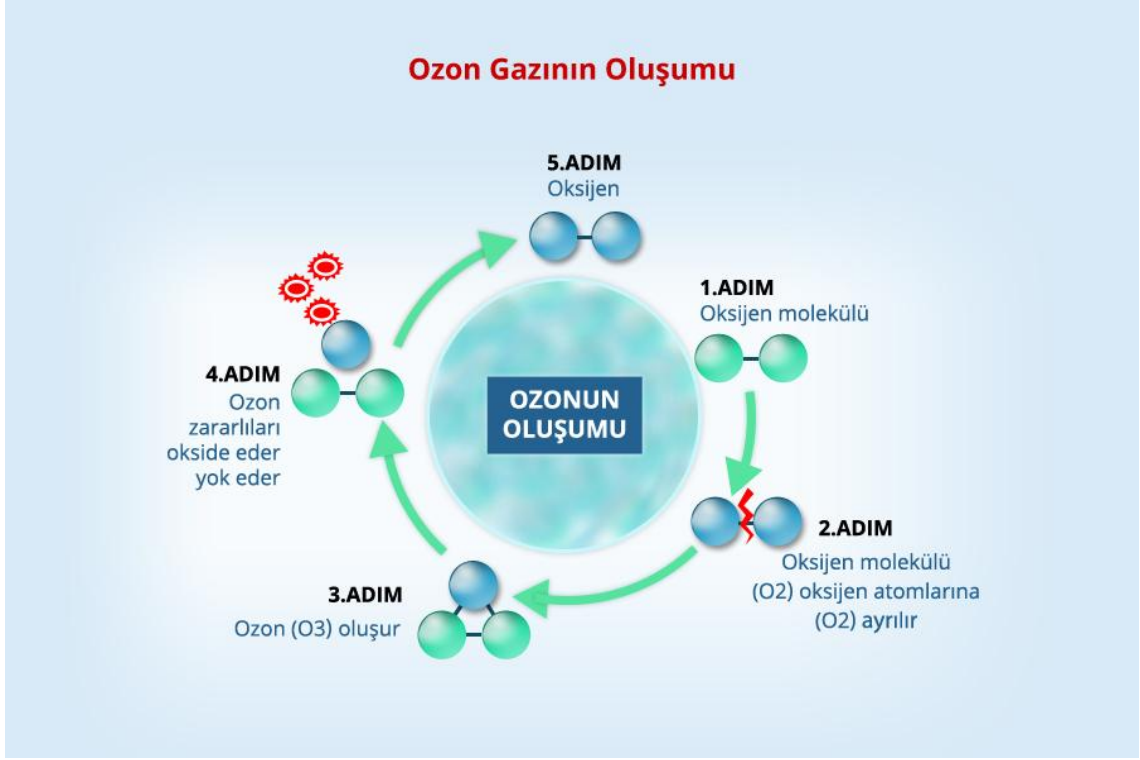 Ozon Gazının Oluşumu
5.ADIM
Oksijen
1.ADIM
Oksijen molekülü
4.ADIM
Ozon
zararlıları
okside eder
yok eder
OZONUN
OLUŞUMU
2.ADIM
Oksijen molekülü
(O2) oksijen atomlarına
(O2) ayrılır
3.ADIM
Ozon (O3) oluşur